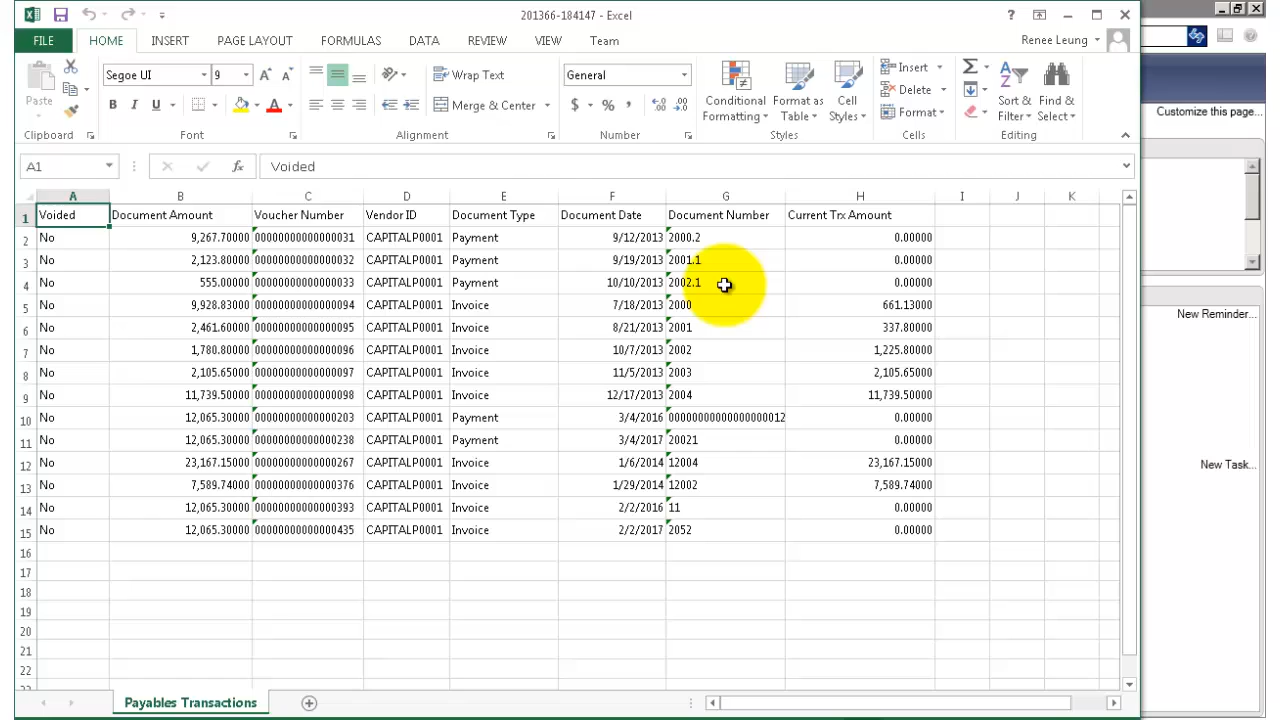 201366-184147 - Excel
FILE HOME INSERT PAGE LAYOUT FORMULAS DATA REVIEW VIEW Team Renee Leung
Customize this page...
Paste
Segoe UI 9
Wrap Text
General
Merge & Center
$ % ,
Conditional Formatting
Format as Table
Cell Styles
Insert
Delete
Format
Sort & Filter
Find & Select
Clipboard Font Alignment Number Styles Cells Editing
A1 fx Voided
A B C D E F G H I J K
1 Voided Document Amount Voucher Number Vendor ID Document Type Document Date Document Number Current Trx Amount
2 No 9,267.70000 00000000000000031 CAPITALP0001 Payment 9/12/2013 2000.2 0.00000
3 No 2,123.80000 00000000000000032 CAPITALP0001 Payment 9/19/2013 2001.1 0.00000
4 No 555.00000 00000000000000033 CAPITALP0001 Payment 10/10/2013 2002.1 0.00000
5 No 9,928.83000 00000000000000094 CAPITALP0001 Invoice 7/18/2013 2000 661.13000
6 No 2,461.60000 00000000000000095 CAPITALP0001 Invoice 8/21/2013 2001 337.80000
7 No 1,780.80000 00000000000000096 CAPITALP0001 Invoice 10/7/2013 2002 1,225.80000
8 No 2,105.65000 00000000000000097 CAPITALP0001 Invoice 11/5/2013 2003 2,105.65000
9 No 11,739.50000 00000000000000098 CAPITALP0001 Invoice 12/17/2013 2004 11,739.50000
10 No 12,065.30000 00000000000000203 CAPITALP0001 Payment 3/4/2016 00000000000000000012 0.00000
11 No 12,065.30000 00000000000000238 CAPITALP0001 Payment 3/4/2017 20021 0.00000
12 No 23,167.15000 00000000000000267 CAPITALP0001 Invoice 1/6/2014 12004 23,167.15000
13 No 7,589.74000 00000000000000376 CAPITALP0001 Invoice 1/29/2014 12002 7,589.74000
14 No 12,065.30000 00000000000000393 CAPITALP0001 Invoice 2/2/2016 11 0.00000
15 No 12,065.30000 00000000000000435 CAPITALP0001 Invoice 2/2/2017 2052 0.00000
16
17
18
19
20
21
22
New Reminder...
New Task...
Payables Transactions